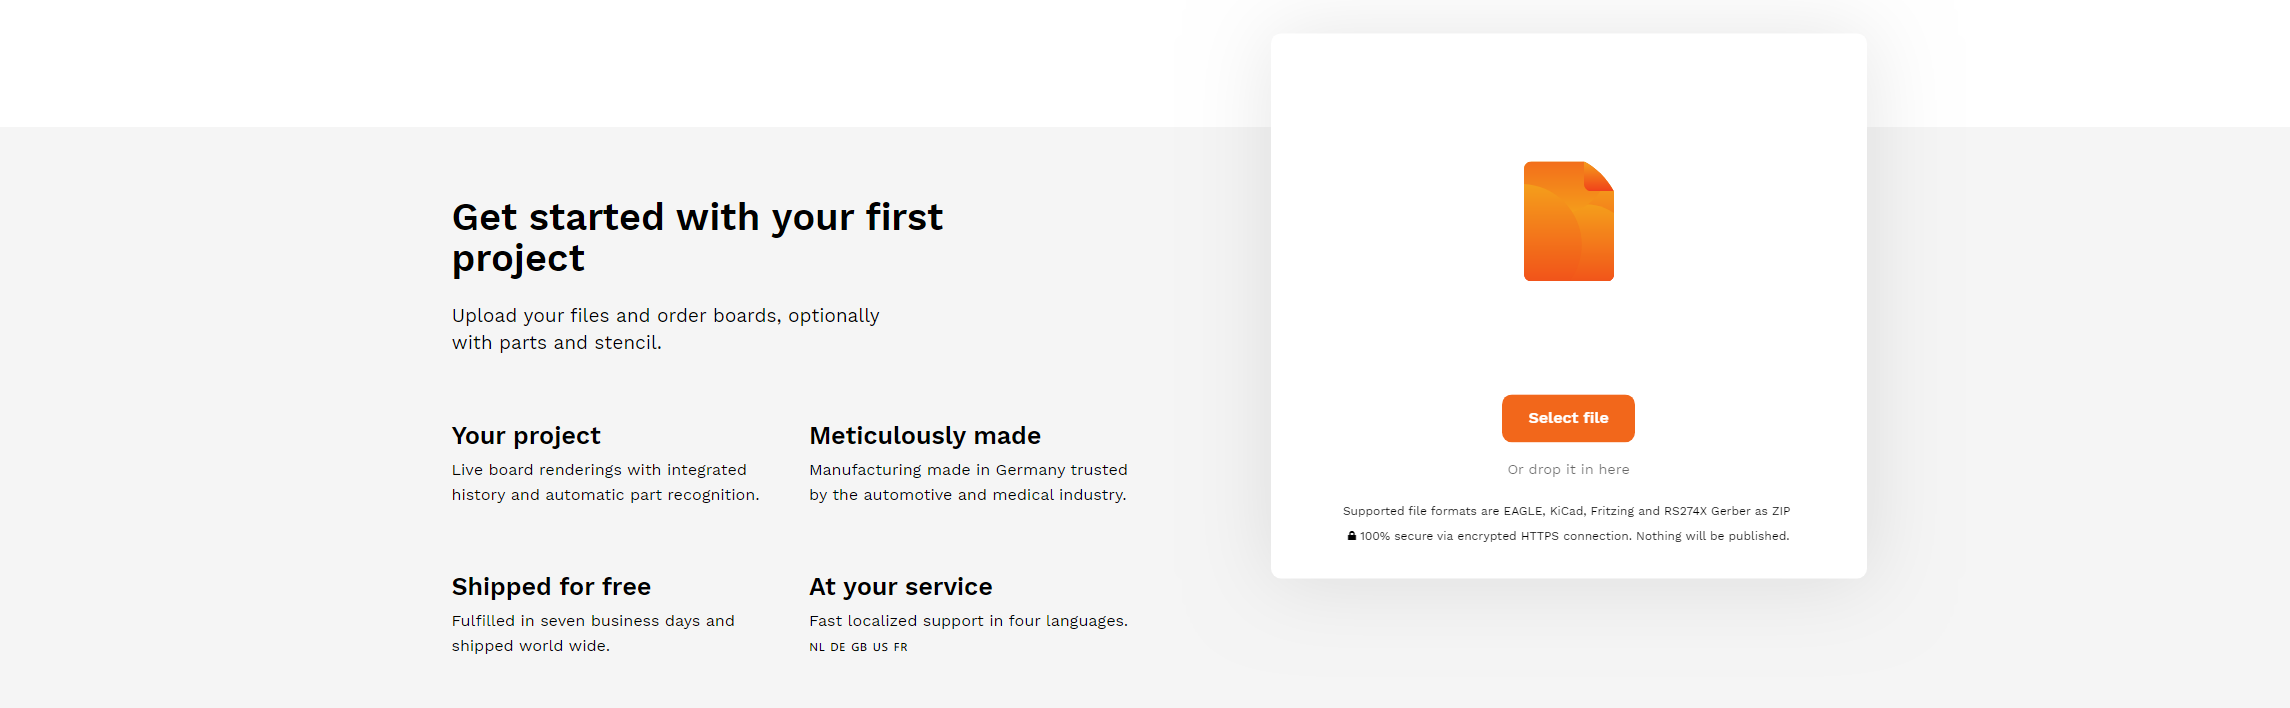 Get started with your first
project
Upload your files and order boards, optionally
with parts and stencil.
Your project
Live board renderings with integrated
history and automatic part recognition.
Meticulously made
Manufacturing made in Germany trusted
by the automotive and medical industry.
Shipped for free
Fulfilled in seven business days and
shipped world wide.
At your service
Fast localized support in four languages.
NL DE GB US FR
Select file
Or drop it in here
Supported file formats are EAGLE, KiCad, Fritzing and RS274X Gerber as ZIP
100% secure via encrypted HTTPS connection. Nothing will be published.